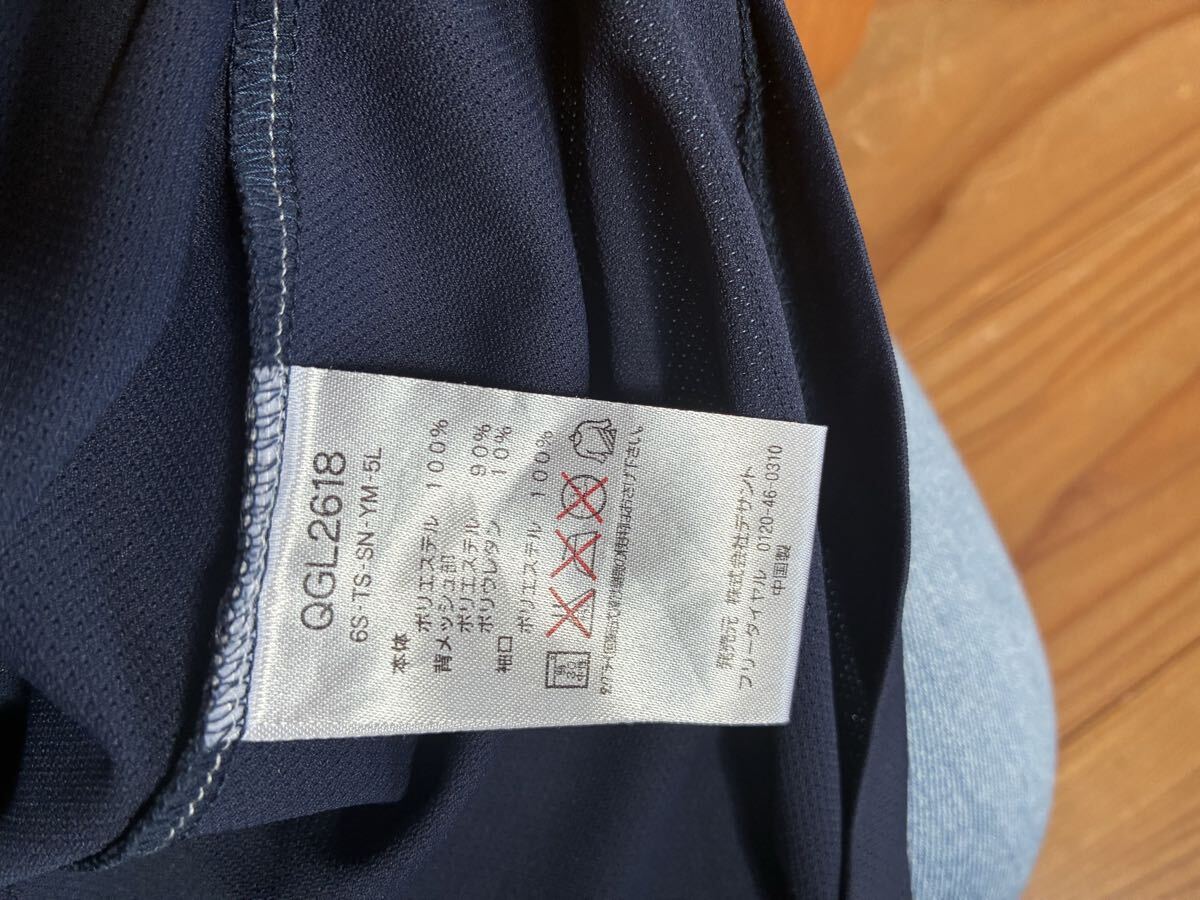 QGL2618
6S-TS-SN-YM-5L
本体
ポリエステル 100%
背メッシュ部
ポリエステル 90%
ポリウレタン 10%
袖口
ポリエステル 100%
発売元 株式会社デサント
フリーダイヤル 0120-46-0310
中国製